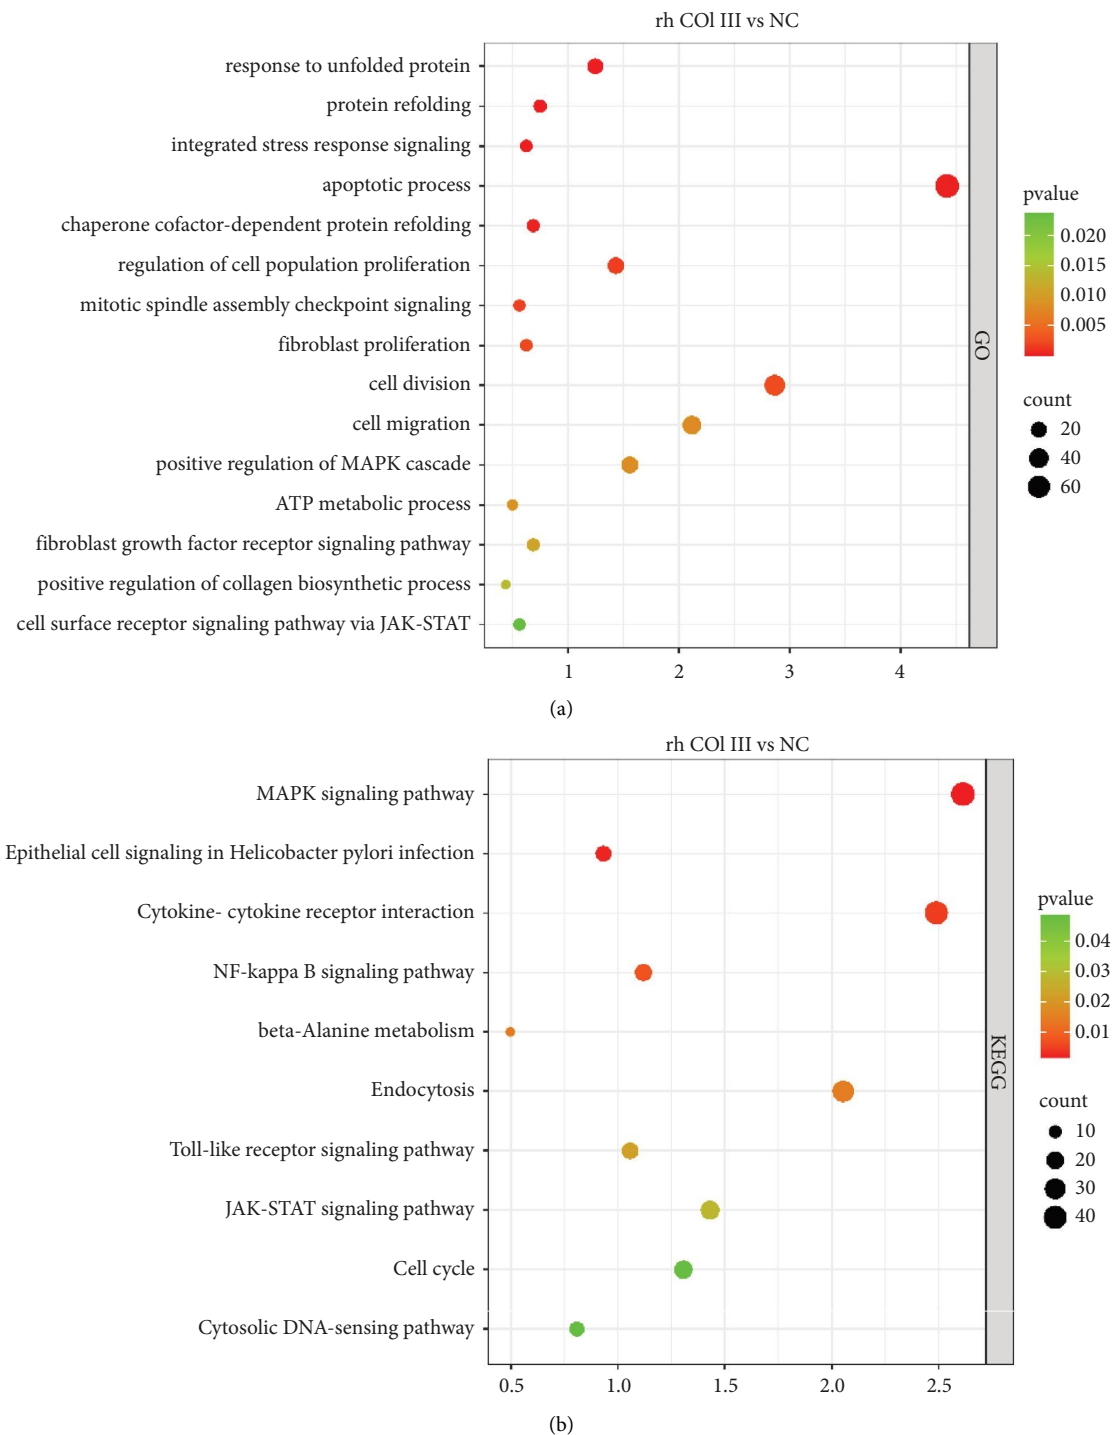 rh COl III vs NC
response to unfolded protein
protein refolding
integrated stress response signaling
apoptotic process
chaperone cofactor-dependent protein refolding
regulation of cell population proliferation
mitotic spindle assembly checkpoint signaling
fibroblast proliferation
cell division
cell migration
positive regulation of MAPK cascade
ATP metabolic process
fibroblast growth factor receptor signaling pathway
positive regulation of collagen biosynthetic process
cell surface receptor signaling pathway via JAK-STAT
1 2 3 4
GO
pvalue
0.020
0.015
0.010
0.005
count
20
40
60
(a)
rh COl III vs NC
MAPK signaling pathway
Epithelial cell signaling in Helicobacter pylori infection
Cytokine- cytokine receptor interaction
NF-kappa B signaling pathway
beta-Alanine metabolism
Endocytosis
Toll-like receptor signaling pathway
JAK-STAT signaling pathway
Cell cycle
Cytosolic DNA-sensing pathway
0.5 1.0 1.5 2.0 2.5
KEGG
pvalue
0.04
0.03
0.02
0.01
count
10
20
30
40
(b)